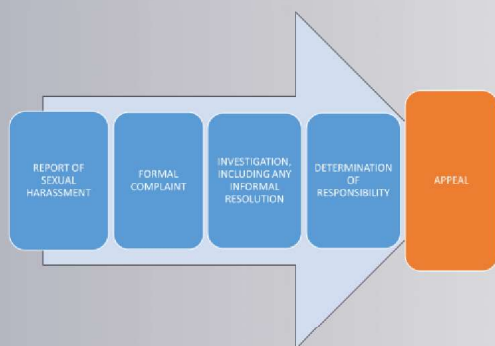 REPORT OF
SEXUAL
HARASSMENT
FORMAL
COMPLAINT
INVESTIGATION,
INCLUDING ANY
INFORMAL
RESOLUTION
DETERMINATION
OF
RESPONSIBILITY
APPEAL